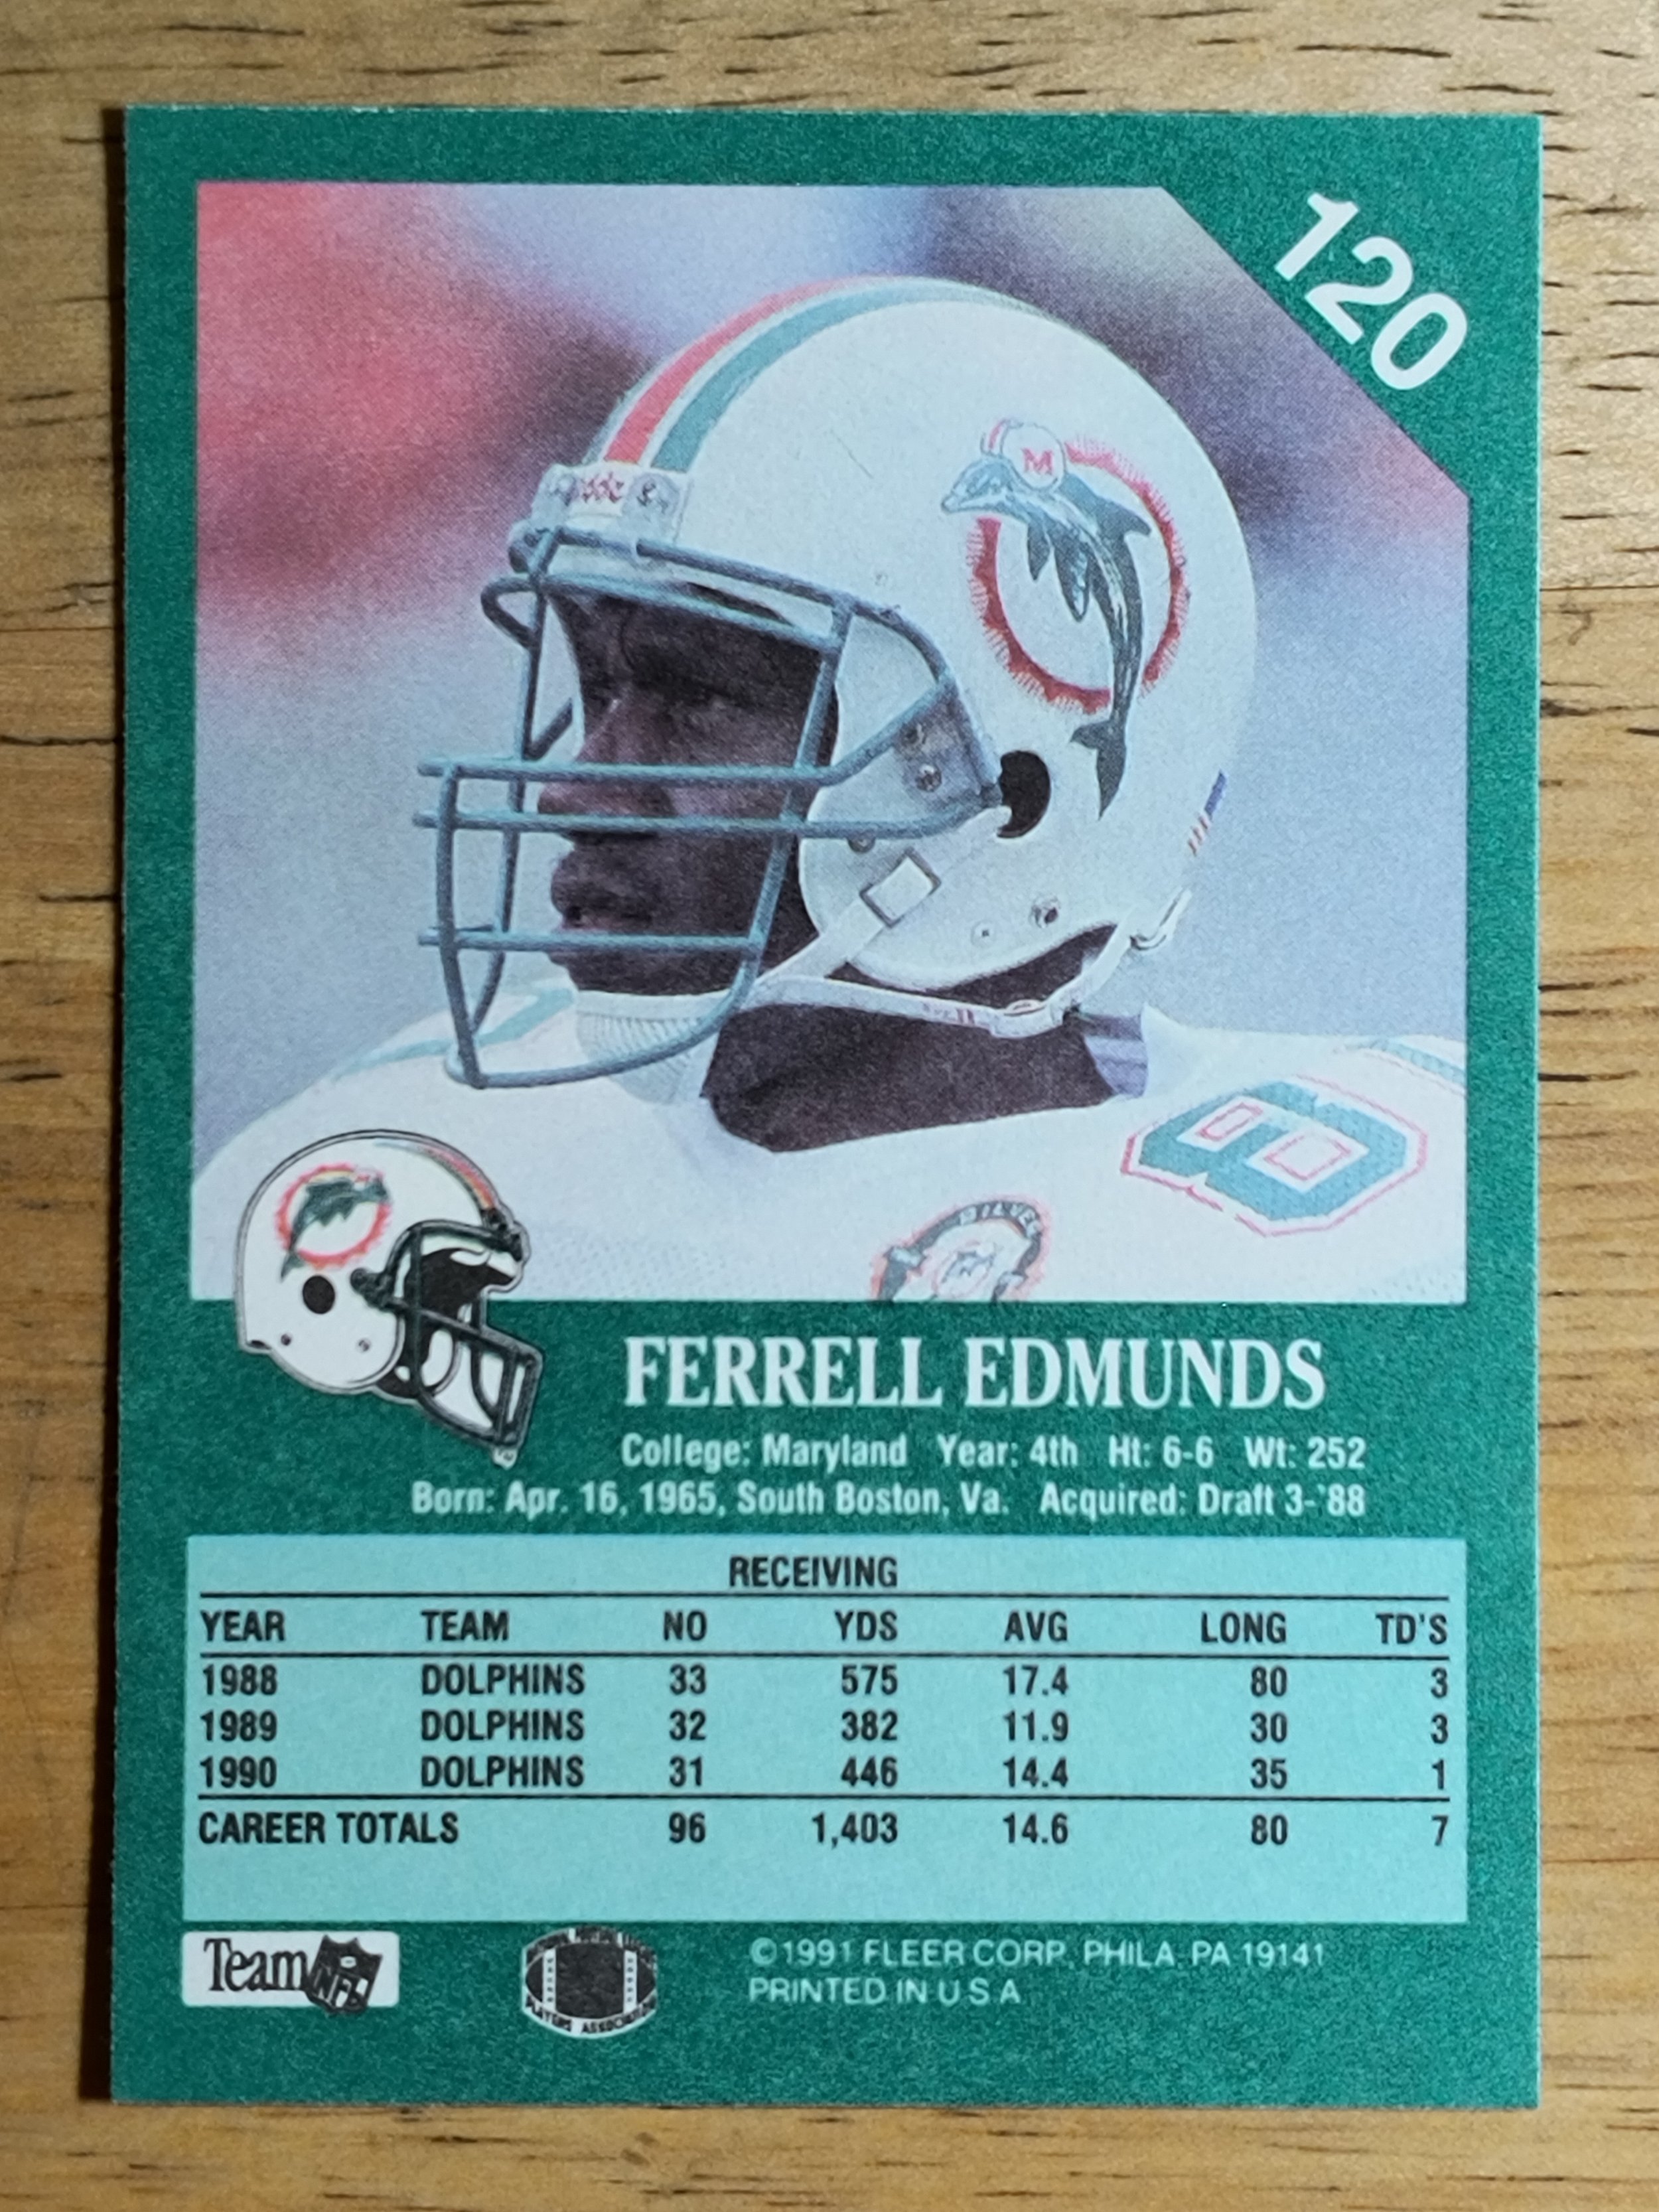 120
M
8
FERRELL EDMUNDS
College: Maryland Year: 4th Ht: 6-6 Wt: 252
Born: Apr. 16, 1965, South Boston, Va. Acquired: Draft 3-'88
RECEIVING
YEAR TEAM NO YDS AVG LONG TD'S
1988 DOLPHINS 33 575 17.4 80 3
1989 DOLPHINS 32 382 11.9 30 3
1990 DOLPHINS 31 446 14.4 35 1
CAREER TOTALS 96 1,403 14.6 80 7
Team NFL
PLAYERS
©1991 FLEER CORP. PHILA. PA 19141
PRINTED IN U S A